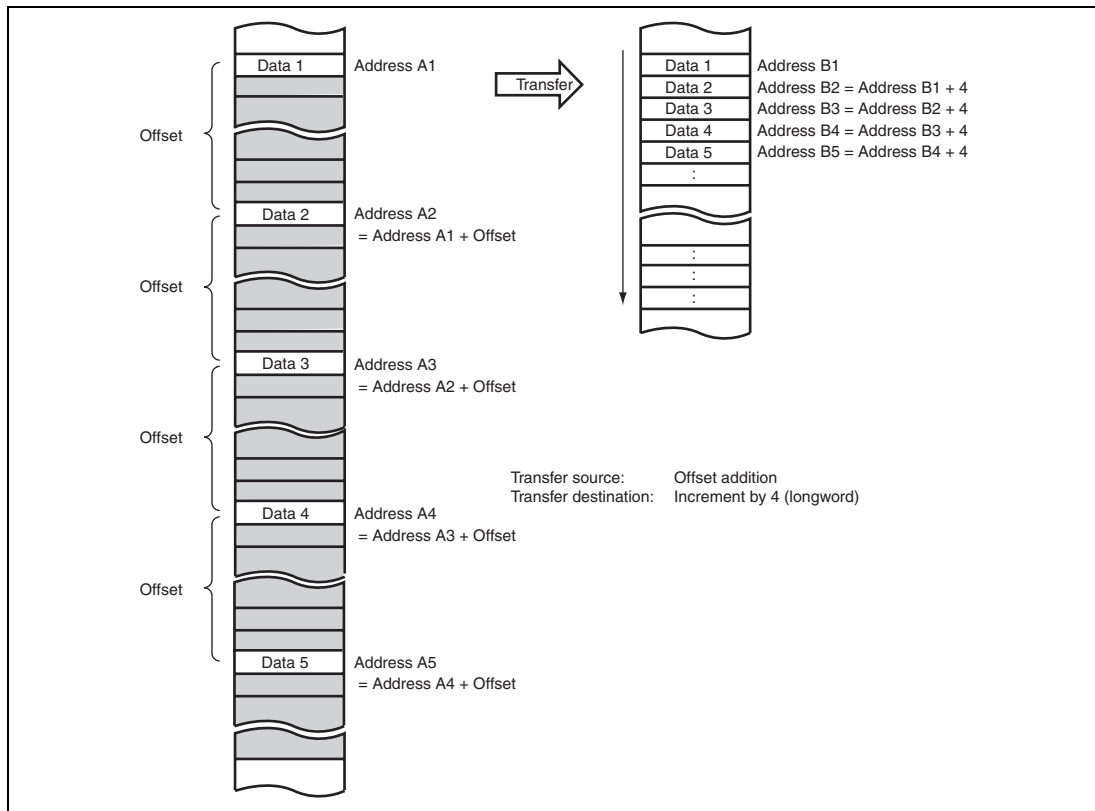 Data 1
Address A1
Offset
Data 2
Address A2
= Address A1 + Offset
Offset
Data 3
Address A3
= Address A2 + Offset
Offset
Data 4
Address A4
= Address A3 + Offset
Offset
Data 5
Address A5
= Address A4 + Offset
Transfer
Data 1
Address B1
Data 2
Address B2 = Address B1 + 4
Data 3
Address B3 = Address B2 + 4
Data 4
Address B4 = Address B3 + 4
Data 5
Address B5 = Address B4 + 4
:
:
:
:
Transfer source: Offset addition
Transfer destination: Increment by 4 (longword)